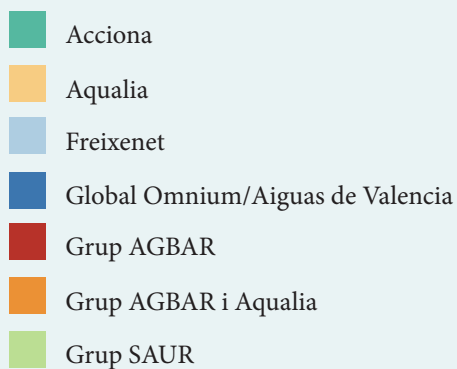 Acciona
Aqualia
Freixenet
Global Omnium/Aiguas de Valencia
Grup AGBAR
Grup AGBAR i Aqualia
Grup SAUR